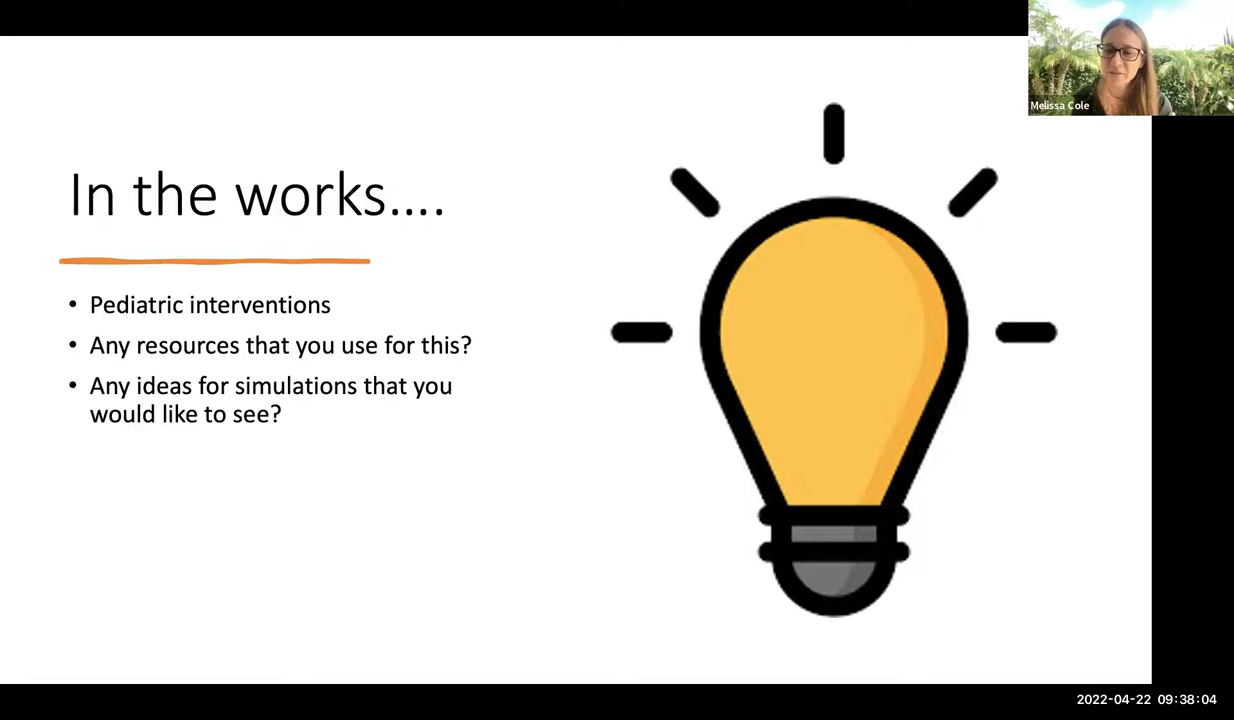 Melissa Cole
In the works....
• Pediatric interventions
• Any resources that you use for this?
• Any ideas for simulations that you
would like to see?
2022-04-22 09:38:04